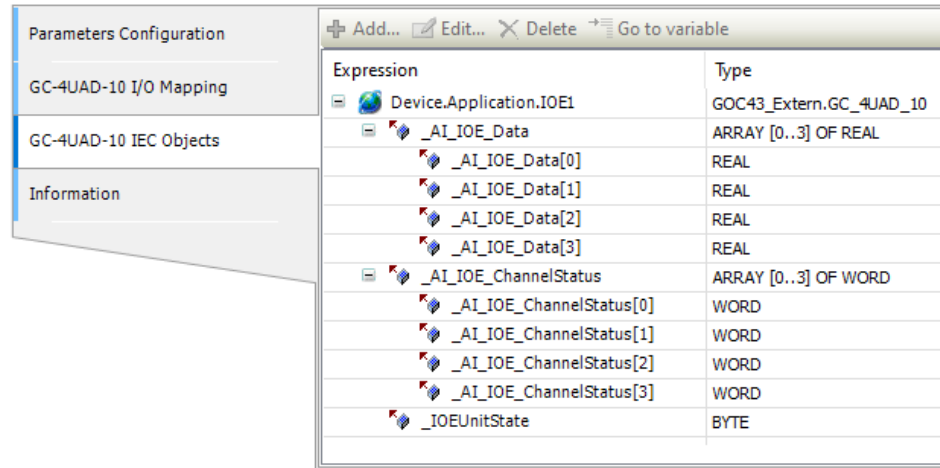 Parameters Configuration
GC-4UAD-10 I/O Mapping
GC-4UAD-10 IEC Objects
Information
Add... Edit... Delete Go to variable
Expression Type
Device.Application.IOE1 GOC43_Extern.GC_4UAD_10
_AI_IOE_Data ARRAY [0..3] OF REAL
_AI_IOE_Data[0] REAL
_AI_IOE_Data[1] REAL
_AI_IOE_Data[2] REAL
_AI_IOE_Data[3] REAL
_AI_IOE_ChannelStatus ARRAY [0..3] OF WORD
_AI_IOE_ChannelStatus[0] WORD
_AI_IOE_ChannelStatus[1] WORD
_AI_IOE_ChannelStatus[2] WORD
_AI_IOE_ChannelStatus[3] WORD
_IOEUnitState BYTE